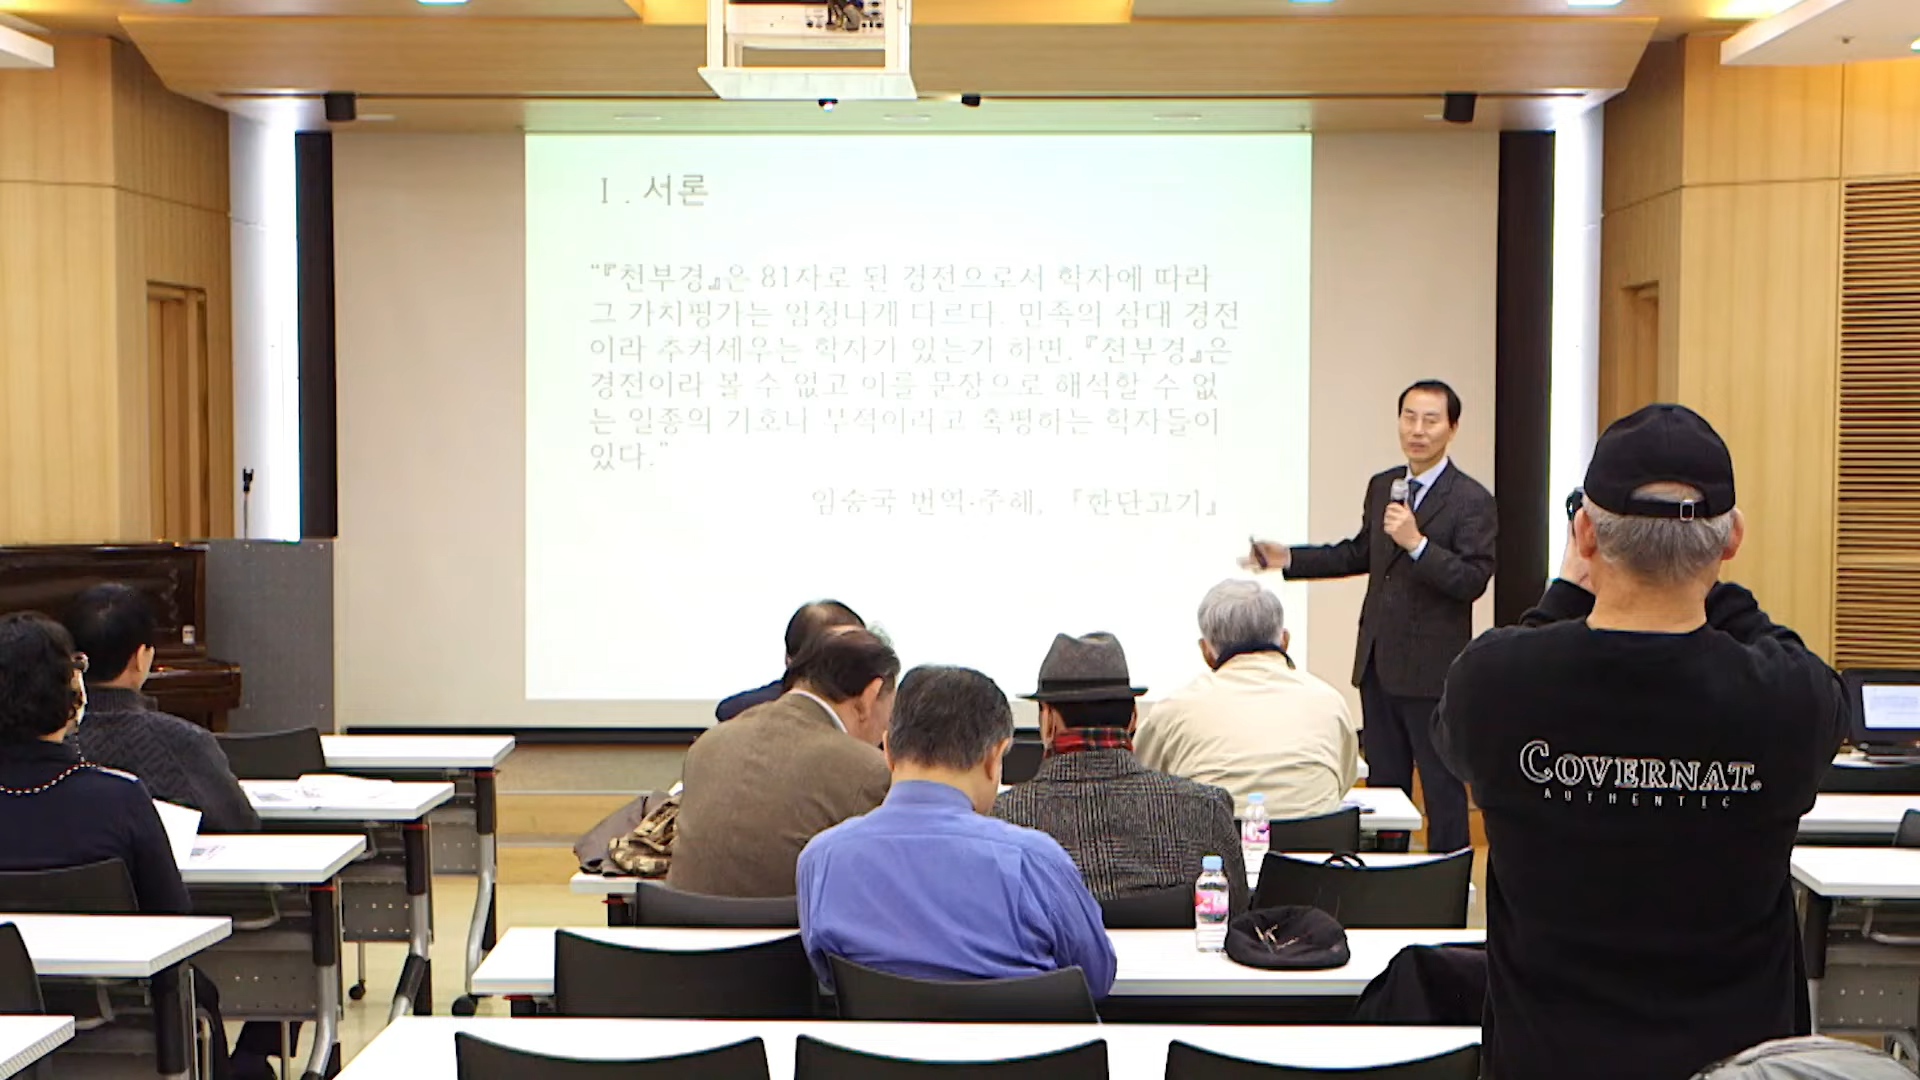 Ⅰ. 서론
"『천부경』은 81자로 된 경전으로서 학자에 따라
그 가치평가는 엄청나게 다르다. 민족의 삼대 경전
이라 추켜세우는 학자가 있는가 하면, 『천부경』은
경전이라 볼 수 없고 이를 문장으로 해석할 수 없
는 일종의 기호나 부적이라고 혹평하는 학자들이
있다."
임승국 번역·주해, 『한단고기』
COVERNAT.
AUTHENTIC